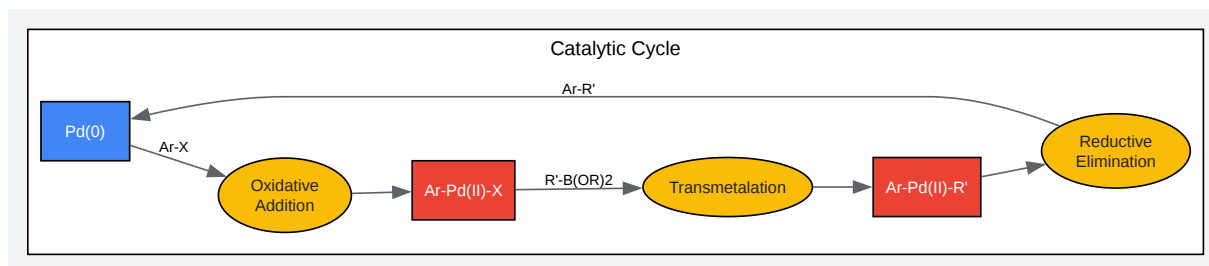 Catalytic Cycle
Ar-R'
Pd(0)
Ar-X
Oxidative
Addition
Ar-Pd(II)-X
R'-B(OR)2
Transmetalation
Ar-Pd(II)-R'
Reductive
Elimination